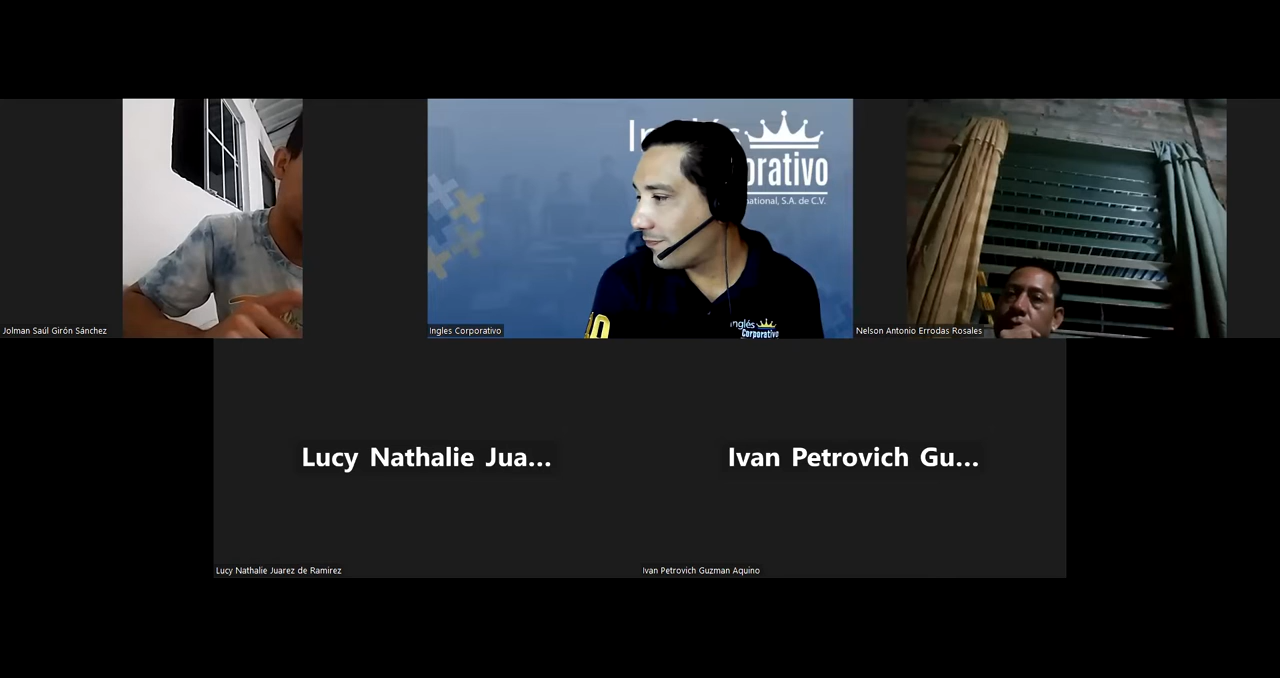 Inglés
Corporativo
national, S.A. de C.V.
inglés
Corporativo
Jolman Saúl Girón Sánchez
Ingles Corporativo
Nelson Antonio Errodas Rosales
Lucy Nathalie Jua...
Ivan Petrovich Gu...
Lucy Nathalie Juarez de Ramirez
Ivan Petrovich Guzman Aquino